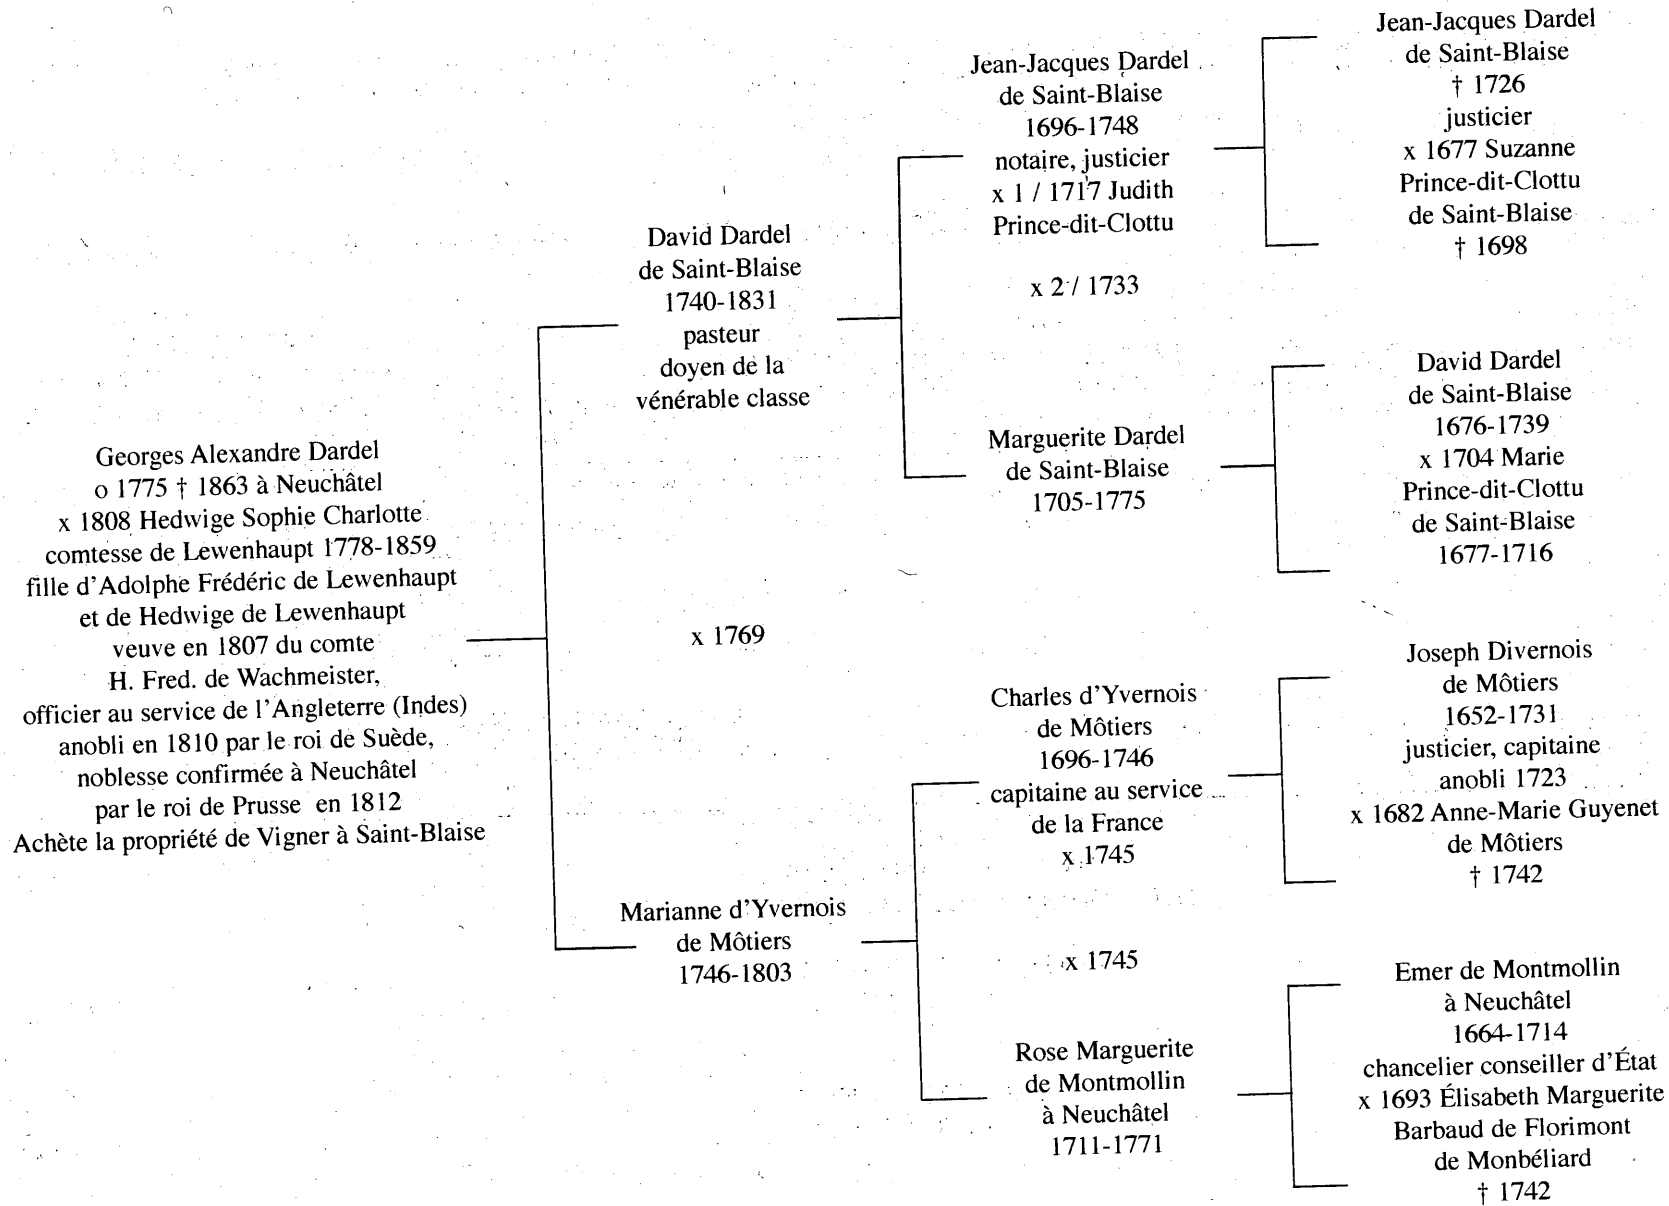 Georges Alexandre Dardel
o 1775 † 1863 à Neuchâtel
x 1808 Hedwige Sophie Charlotte
comtesse de Lewenhaupt 1778-1859
fille d'Adolphe Frédéric de Lewenhaupt
et de Hedwige de Lewenhaupt
veuve en 1807 du comte
H. Fred. de Wachmeister,
officier au service de l'Angleterre (Indes)
anobli en 1810 par le roi de Suède,
noblesse confirmée à Neuchâtel
par le roi de Prusse en 1812
Achète la propriété de Vigner à Saint-Blaise
David Dardel
de Saint-Blaise
1740-1831
pasteur
doyen de la
vénérable classe
x 1769
Marianne d'Yvernois
de Môtiers
1746-1803
Jean-Jacques Dardel
de Saint-Blaise
1696-1748
notaire, justicier
x 1 / 1717 Judith
Prince-dit-Clottu
x 2 / 1733
Marguerite Dardel
de Saint-Blaise
1705-1775
Charles d'Yvernois
de Môtiers
1696-1746
capitaine au service
de la France
x 1745
x 1745
Rose Marguerite
de Montmollin
à Neuchâtel
1711-1771
Jean-Jacques Dardel
de Saint-Blaise
† 1726
justicier
x 1677 Suzanne
Prince-dit-Clottu
de Saint-Blaise
† 1698
David Dardel
de Saint-Blaise
1676-1739
x 1704 Marie
Prince-dit-Clottu
de Saint-Blaise
1677-1716
Joseph Divernois
de Môtiers
1652-1731
justicier, capitaine
anobli 1723
x 1682 Anne-Marie Guyenet
de Môtiers
† 1742
Emer de Montmollin
à Neuchâtel
1664-1714
chancelier conseiller d'État
x 1693 Élisabeth Marguerite
Barbaud de Florimont
de Monbéliard
† 1742